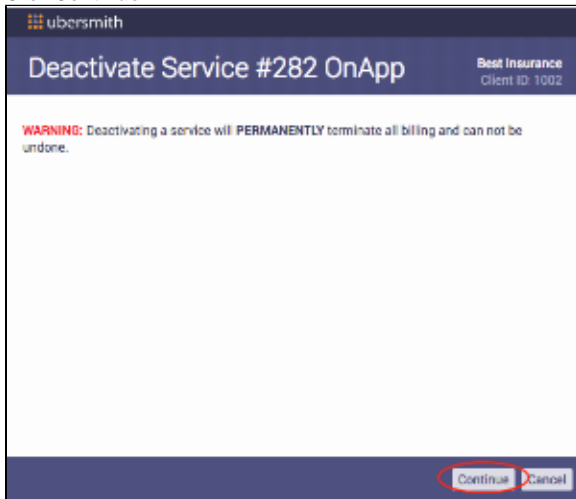 ubersmith
Deactivate Service #282 OnApp
Best Insurance
Client ID: 1002
WARNING: Deactivating a service will PERMANENTLY terminate all billing and can not be
undone.
Continue Cancel